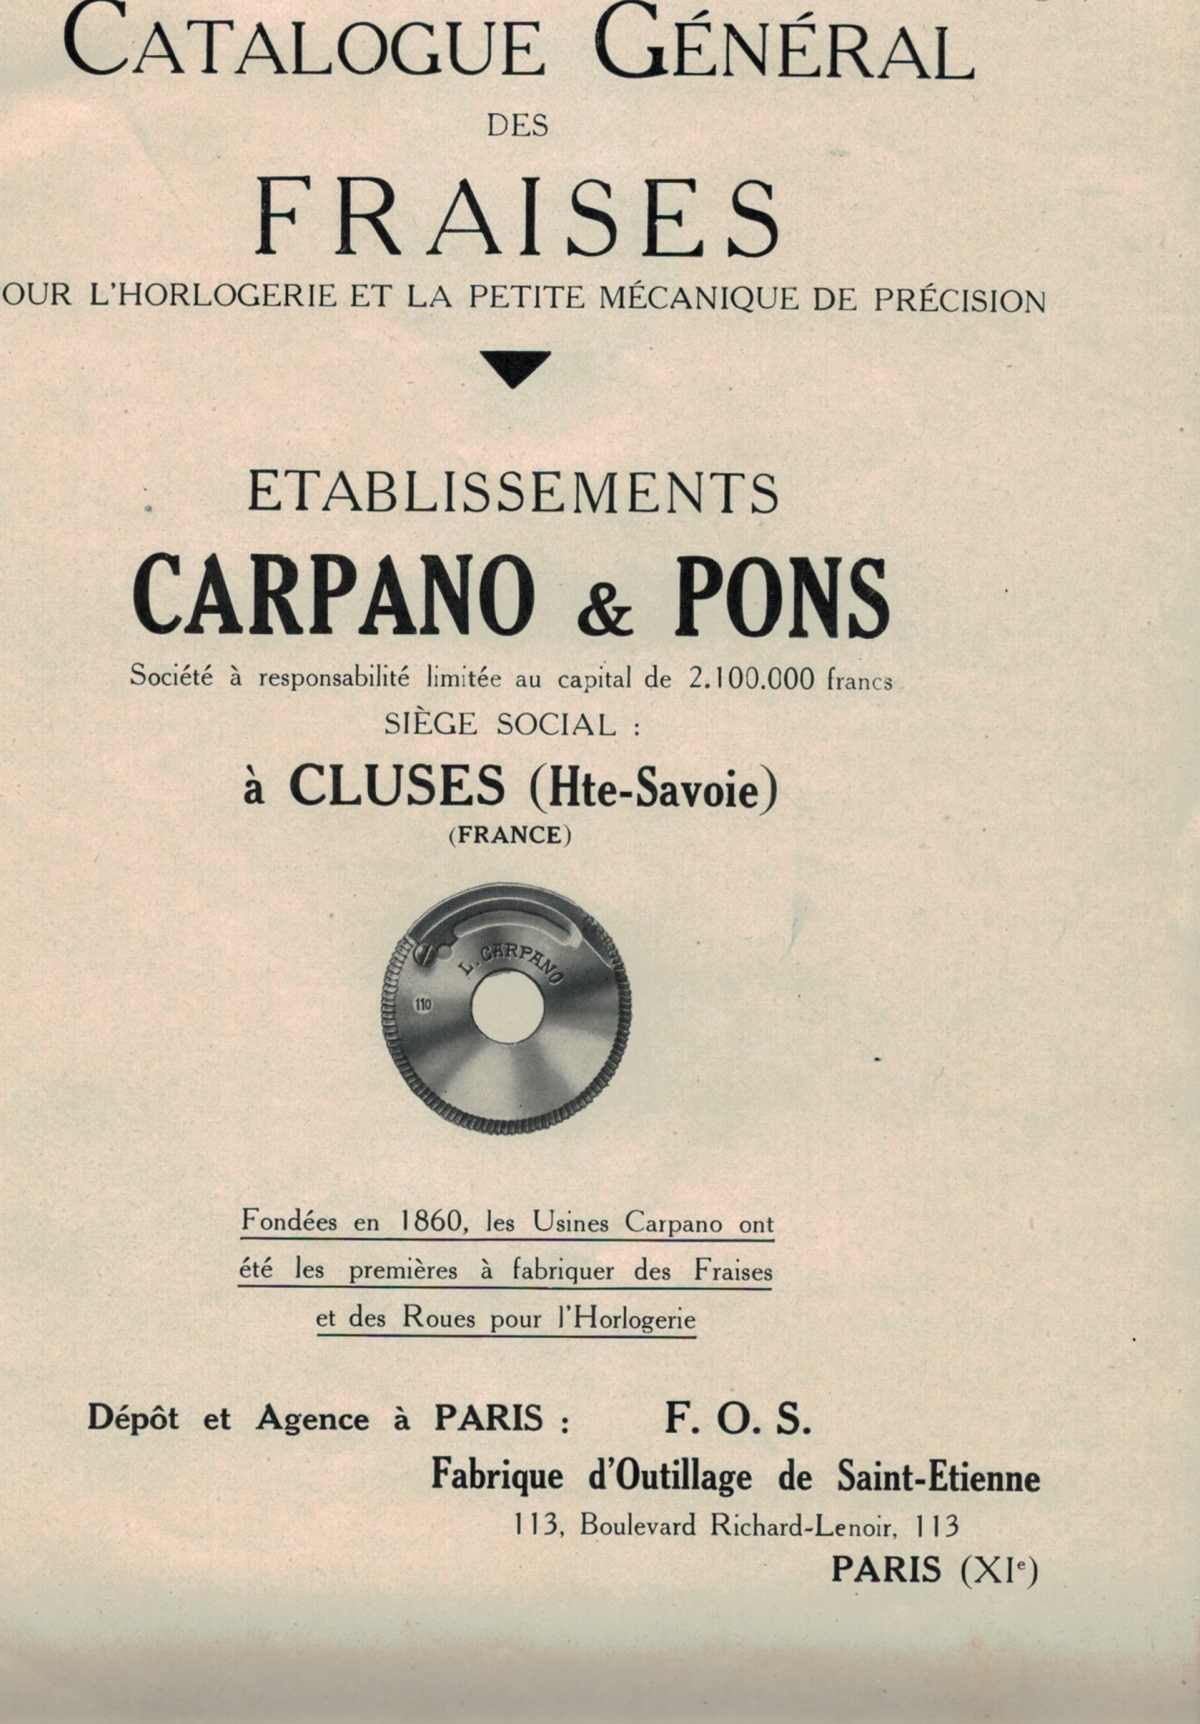 CATALOGUE GÉNÉRAL
DES
FRAISES
OUR L'HORLOGERIE ET LA PETITE MÉCANIQUE DE PRÉCISION
ETABLISSEMENTS
CARPANO & PONS
Société à responsabilité limitée au capital de 2.100.000 francs
SIÈGE SOCIAL :
à CLUSES (Hte-Savoie)
(FRANCE)
L. CARPANO
110
Fondées en 1860, les Usines Carpano ont
été les premières à fabriquer des Fraises
et des Roues pour l'Horlogerie
Dépôt et Agence à PARIS : F. O. S.
Fabrique d'Outillage de Saint-Etienne
113, Boulevard Richard-Lenoir, 113
PARIS (XIe)